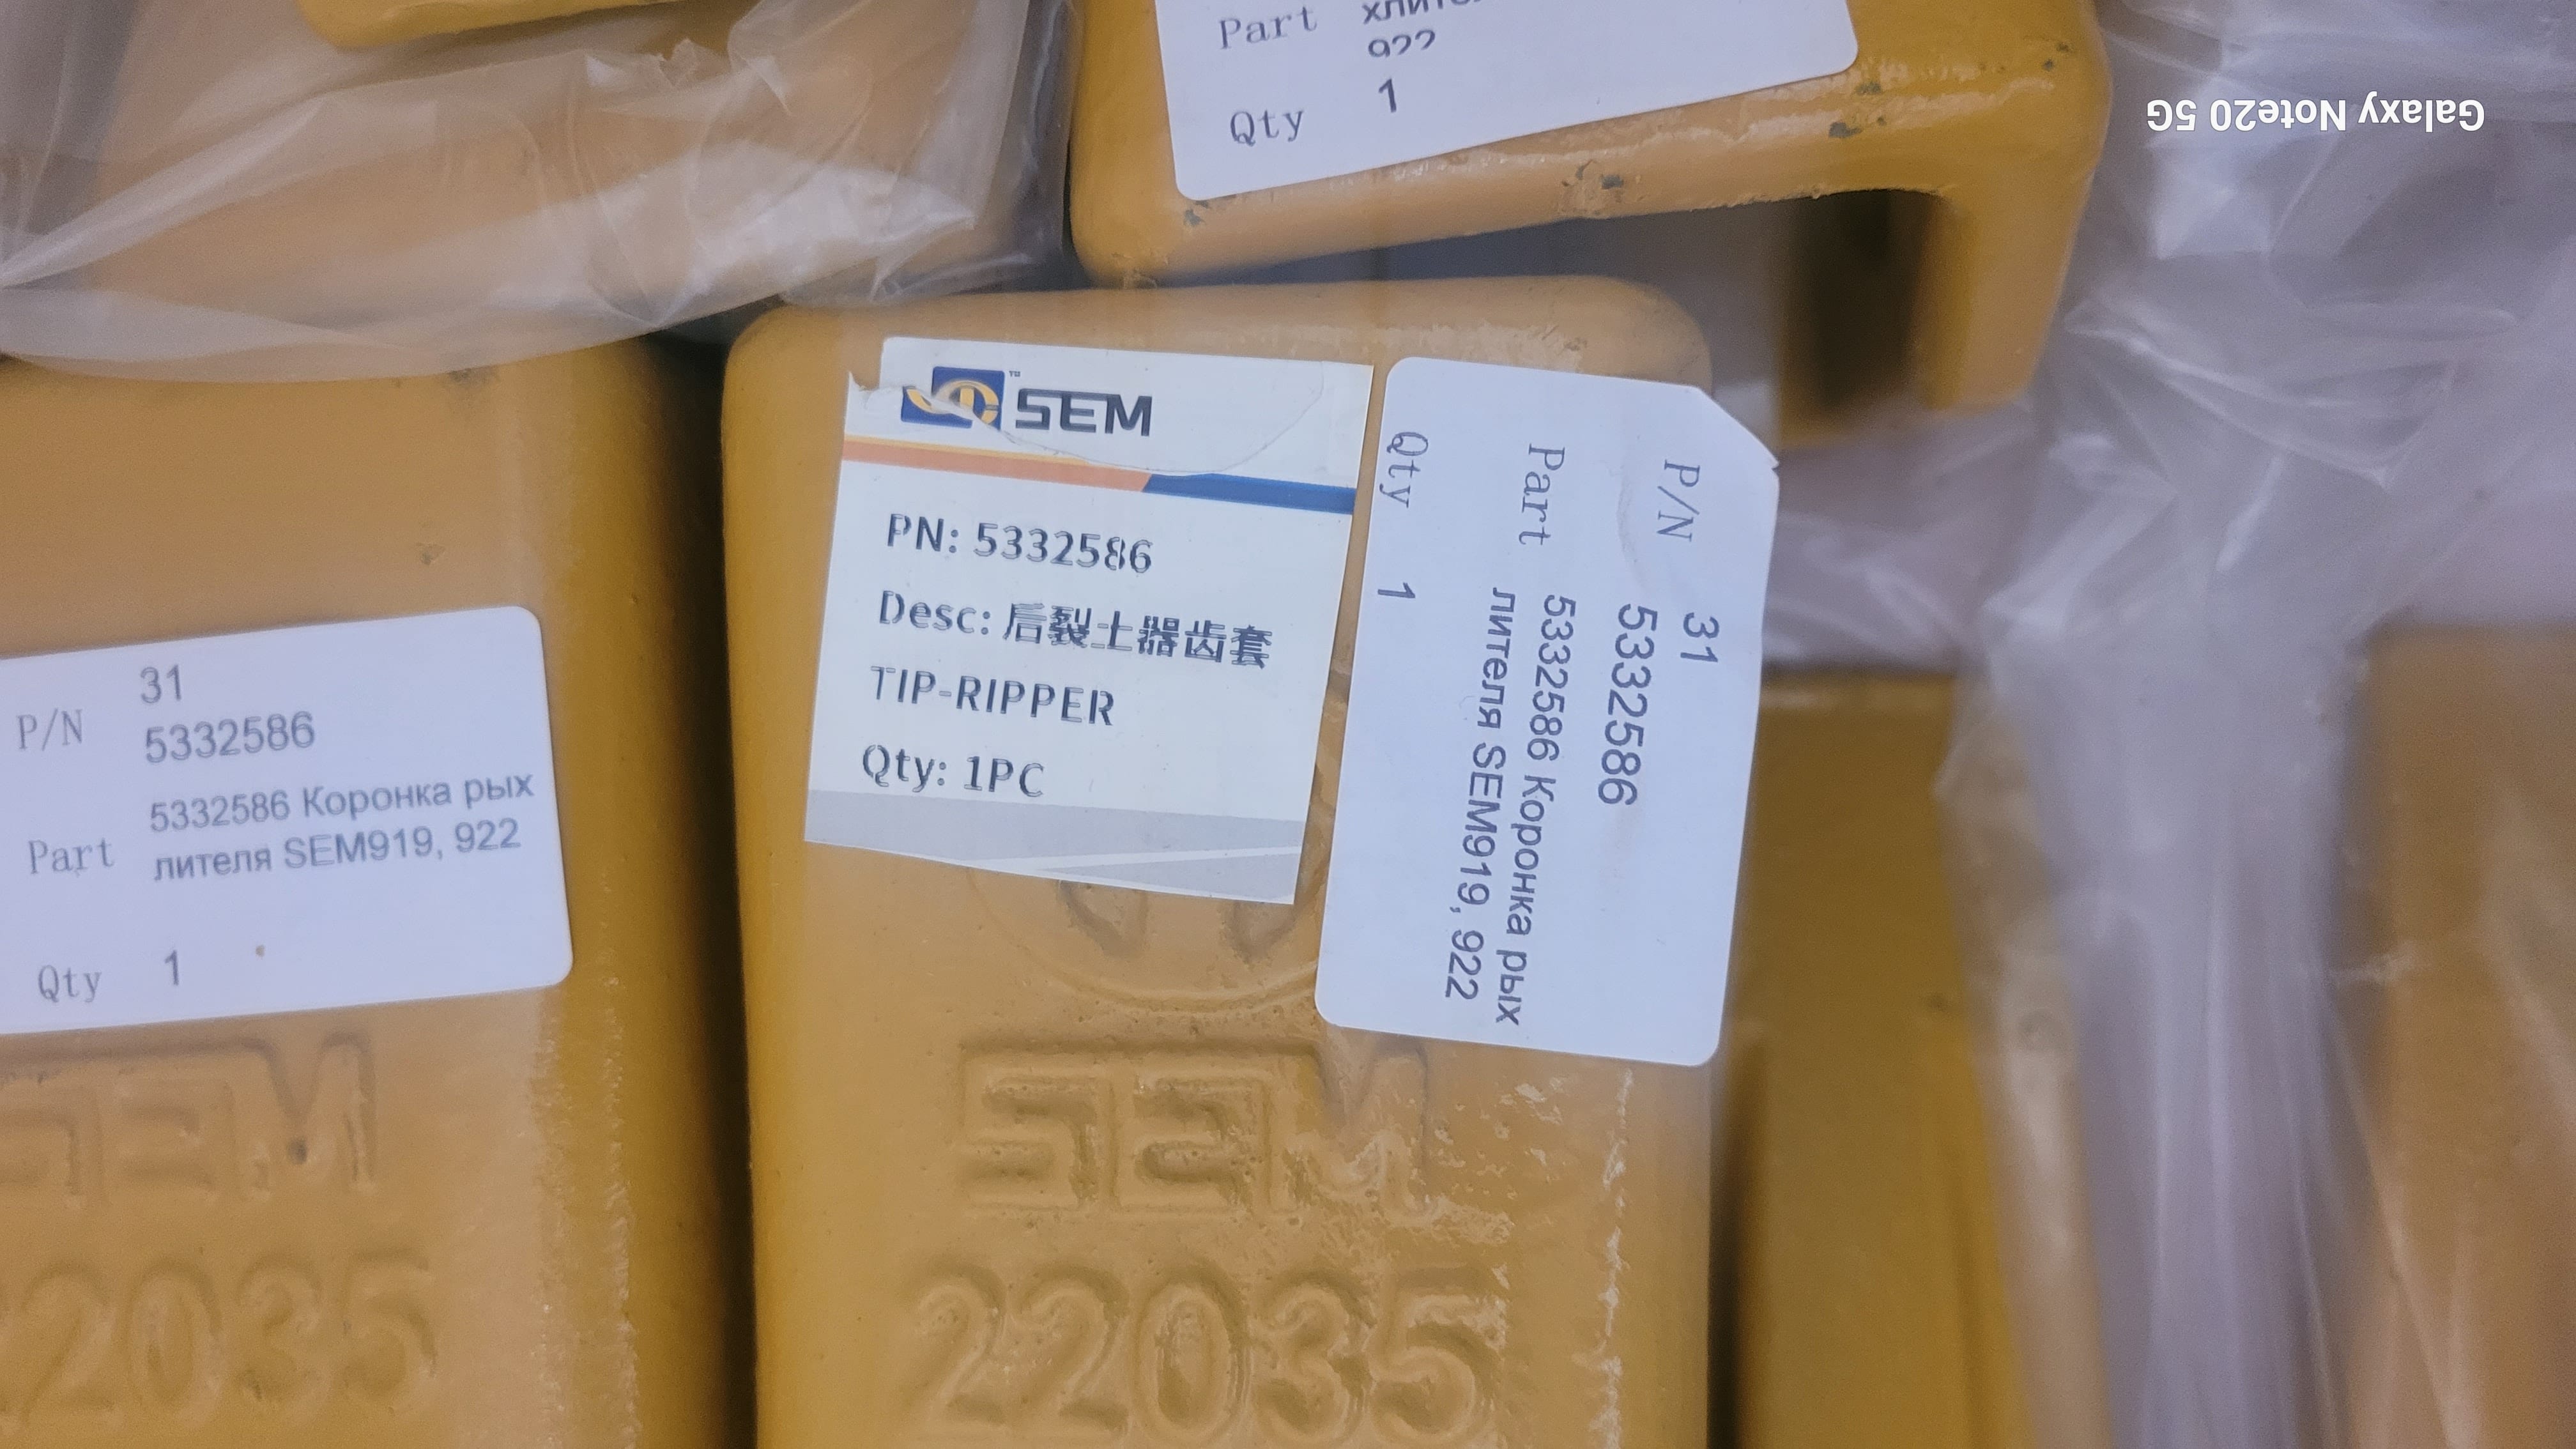 Part
922
Qty 1
Galaxy Note20 5G
SEM
PN: 5332586
Desc: 后裂土器齿套
TIP-RIPPER
Qty: 1PC
31
P/N 5332586
Part 5332586 Коронка рых
лителя SEM919, 922
Qty 1
31
P/N 5332586
5332586 Коронка рых
Part лителя SEM919, 922
Qty 1
SEM
2035
SEM
22035